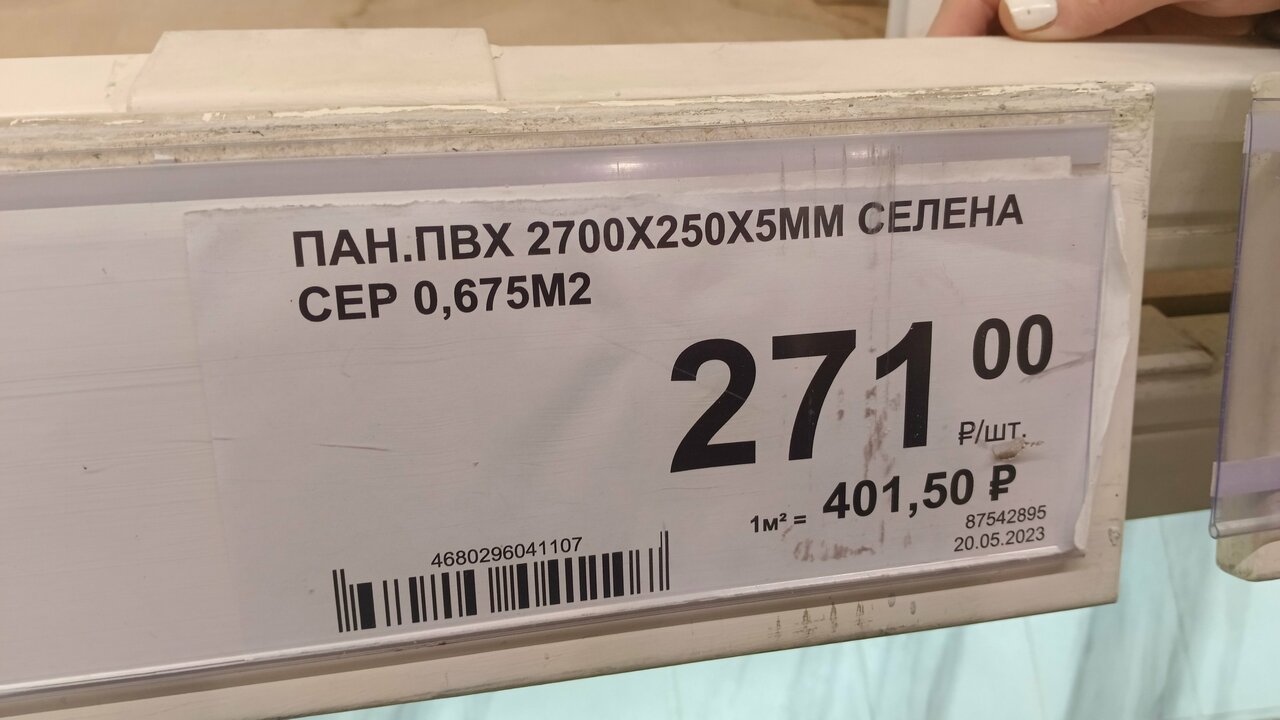 ПАН.ПВХ 2700Х250Х5ММ СЕЛЕНА
СЕР 0,675М2
271 00
₽/шт.
1м² = 401,50 ₽
87542895
20.05.2023
4680296041107